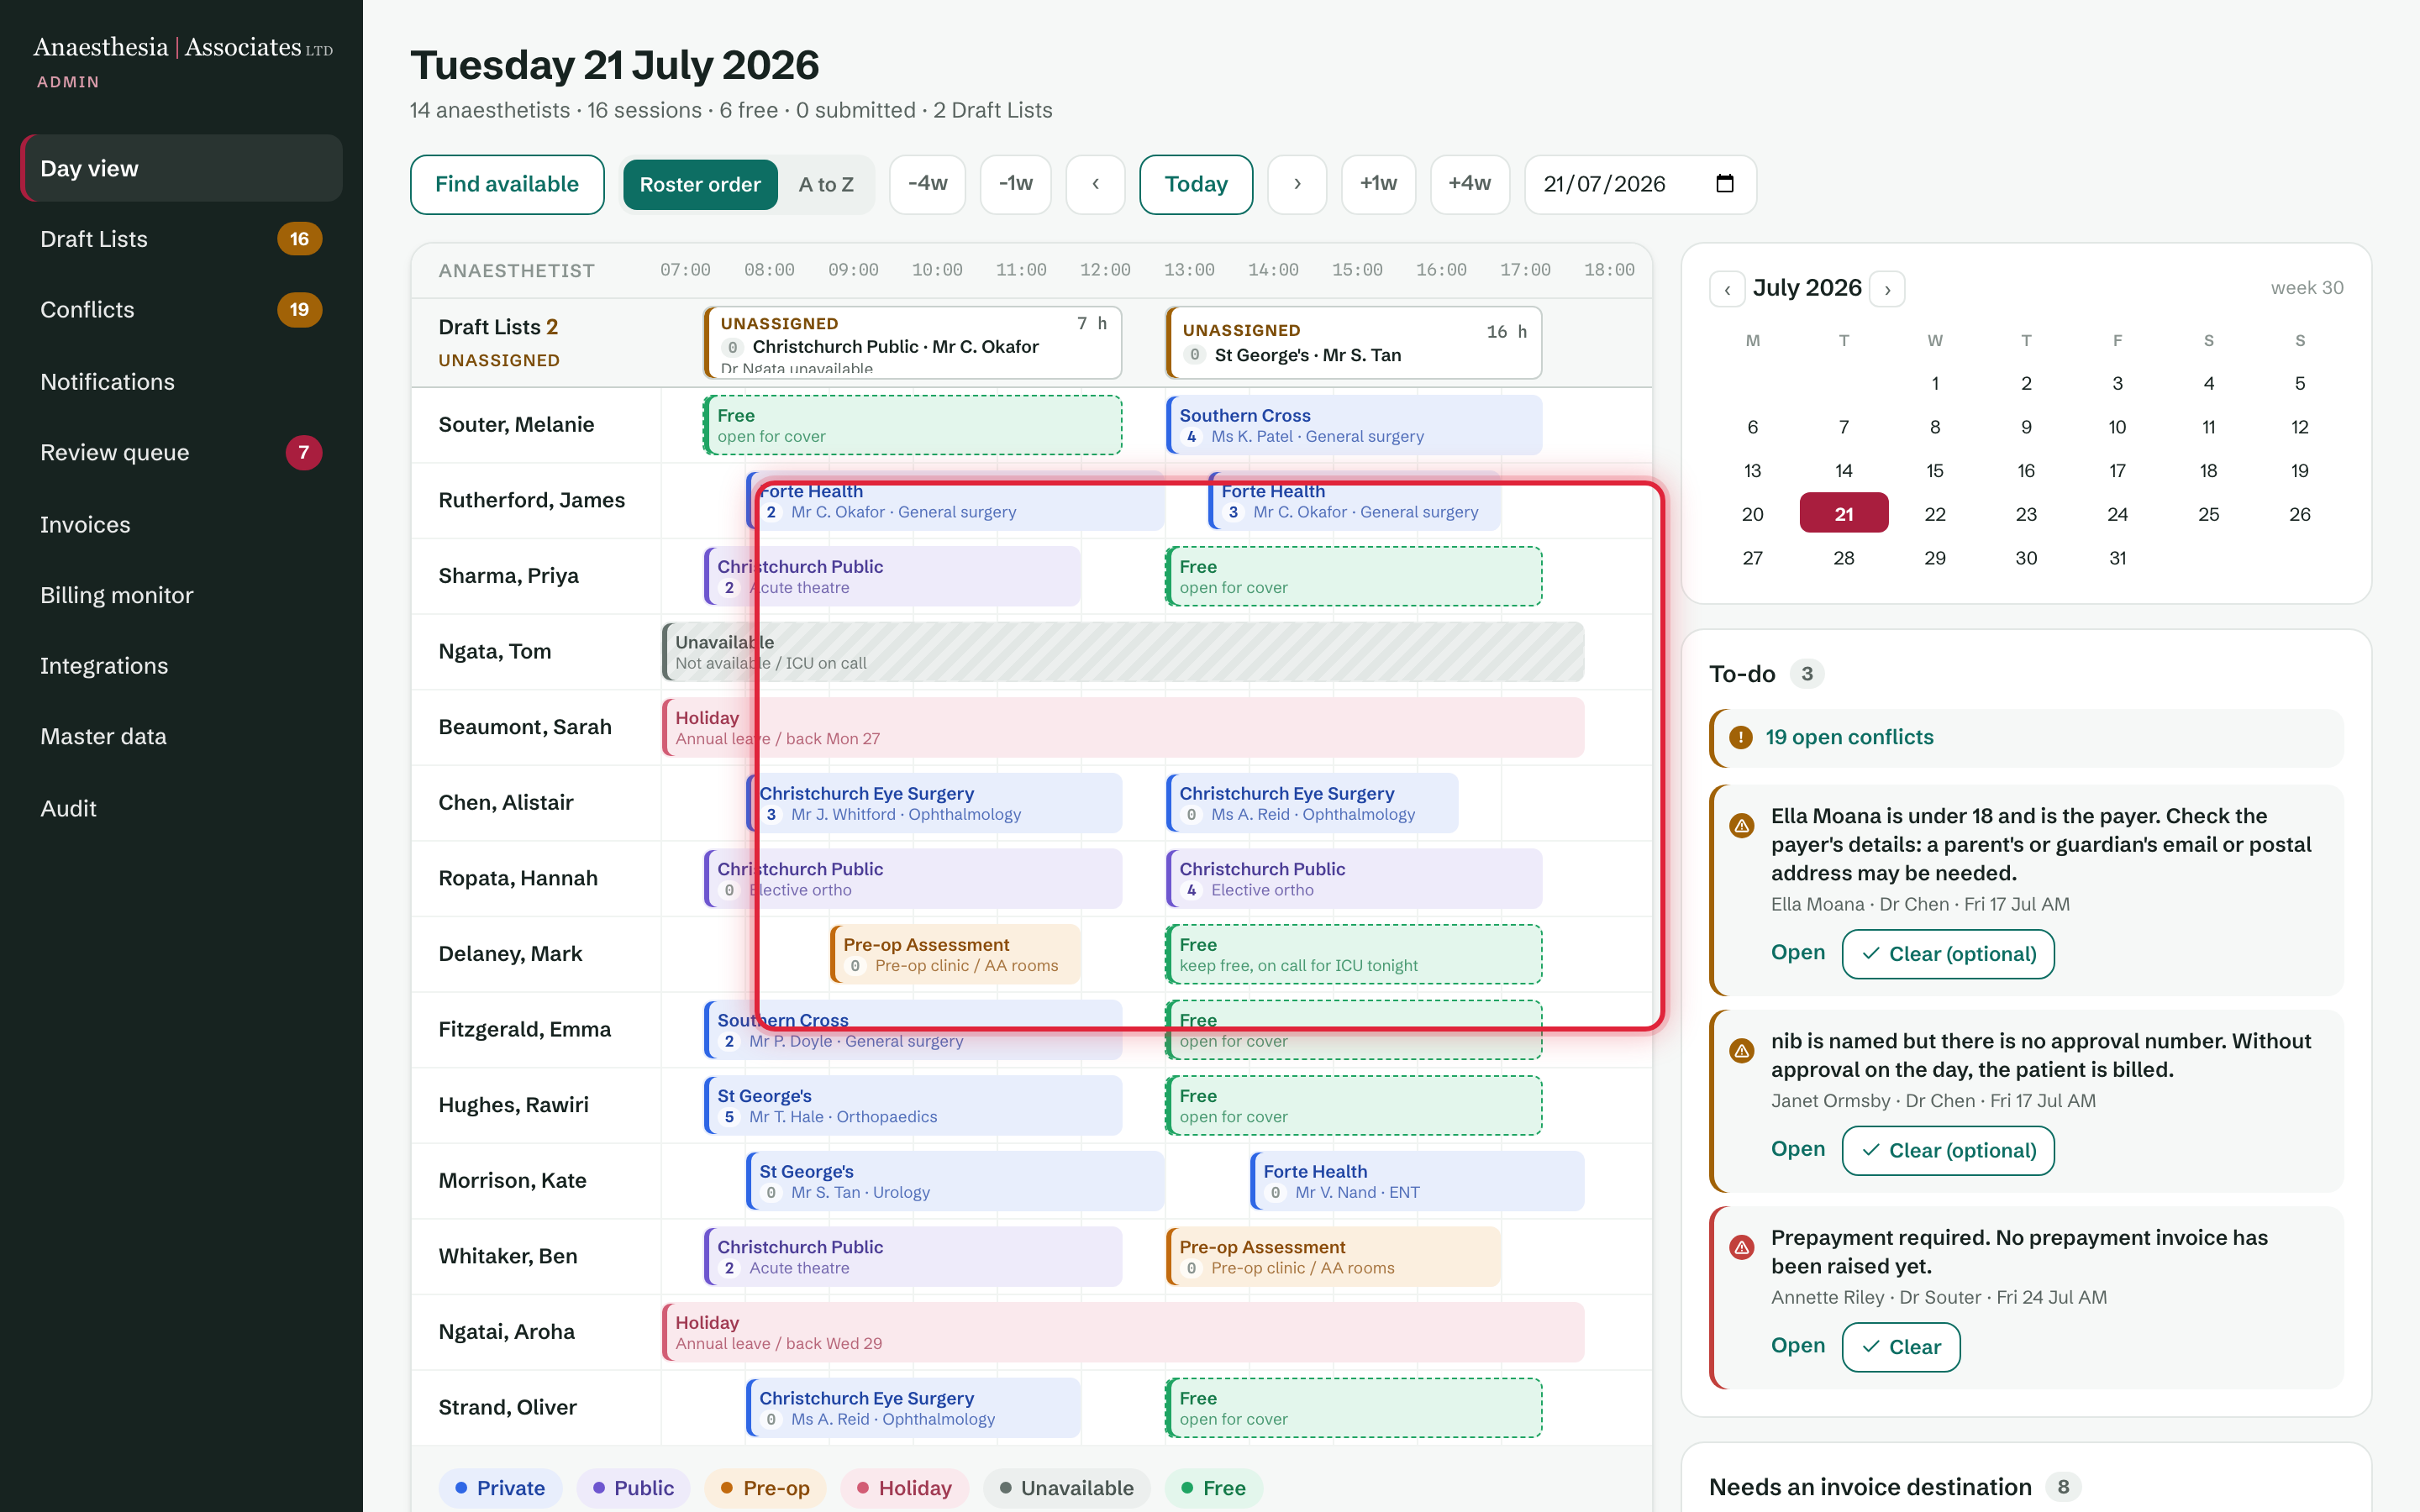 Anaesthesia | Associates LTD
ADMIN
Day view
Draft Lists 16
Conflicts 19
Notifications
Review queue 7
Invoices
Billing monitor
Integrations
Master data
Audit
Tuesday 21 July 2026
14 anaesthetists · 16 sessions · 6 free · 0 submitted · 2 Draft Lists
Find available Roster order A to Z -4w -1w ‹ Today › +1w +4w 21/07/2026
ANAESTHETIST 07:00 08:00 09:00 10:00 11:00 12:00 13:00 14:00 15:00 16:00 17:00 18:00
Draft Lists 2
UNASSIGNED
UNASSIGNED 7 h
0 Christchurch Public · Mr C. Okafor
Dr Ngata unavailable
UNASSIGNED 16 h
0 St George's · Mr S. Tan
Souter, Melanie
Free
open for cover
Southern Cross
4 Ms K. Patel · General surgery
Rutherford, James
Forte Health
2 Mr C. Okafor · General surgery
Forte Health
3 Mr C. Okafor · General surgery
Sharma, Priya
Christchurch Public
2 Acute theatre
Free
open for cover
Ngata, Tom
Unavailable
Not available / ICU on call
Beaumont, Sarah
Holiday
Annual leave / back Mon 27
Chen, Alistair
Christchurch Eye Surgery
3 Mr J. Whitford · Ophthalmology
Christchurch Eye Surgery
0 Ms A. Reid · Ophthalmology
Ropata, Hannah
Christchurch Public
0 Elective ortho
Christchurch Public
4 Elective ortho
Delaney, Mark
Pre-op Assessment
0 Pre-op clinic / AA rooms
Free
keep free, on call for ICU tonight
Fitzgerald, Emma
Southern Cross
2 Mr P. Doyle · General surgery
Free
open for cover
Hughes, Rawiri
St George's
5 Mr T. Hale · Orthopaedics
Free
open for cover
Morrison, Kate
St George's
0 Mr S. Tan · Urology
Forte Health
0 Mr V. Nand · ENT
Whitaker, Ben
Christchurch Public
2 Acute theatre
Pre-op Assessment
0 Pre-op clinic / AA rooms
Ngatai, Aroha
Holiday
Annual leave / back Wed 29
Strand, Oliver
Christchurch Eye Surgery
0 Ms A. Reid · Ophthalmology
Free
open for cover
Private Public Pre-op Holiday Unavailable Free
‹ July 2026 › week 30
M T W T F S S
1 2 3 4 5
6 7 8 9 10 11 12
13 14 15 16 17 18 19
20 21 22 23 24 25 26
27 28 29 30 31
To-do 3
19 open conflicts
Ella Moana is under 18 and is the payer. Check the
payer's details: a parent's or guardian's email or postal
address may be needed.
Ella Moana · Dr Chen · Fri 17 Jul AM
Open ✓ Clear (optional)
nib is named but there is no approval number. Without
approval on the day, the patient is billed.
Janet Ormsby · Dr Chen · Fri 17 Jul AM
Open ✓ Clear (optional)
Prepayment required. No prepayment invoice has
been raised yet.
Annette Riley · Dr Souter · Fri 24 Jul AM
Open ✓ Clear
Needs an invoice destination 8